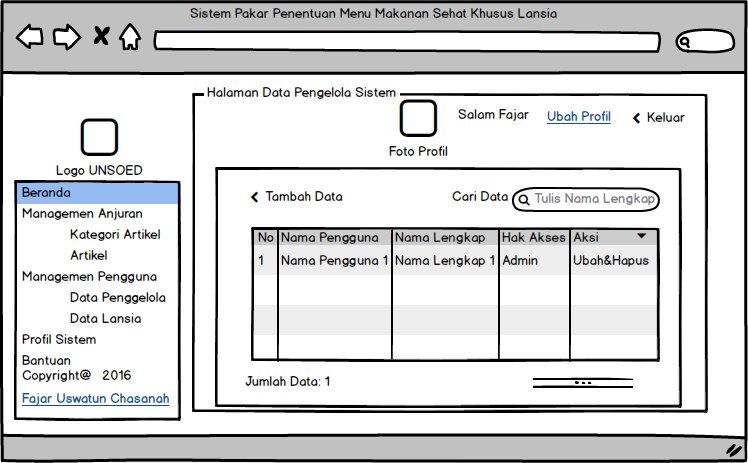 Sistem Pakar Penentuan Menu Makanan Sehat Khusus Lansia
Halaman Data Pengelola Sistem
Salam Fajar Ubah Profil Keluar
Foto Profil
Logo UNSOED
Beranda
Managemen Anjuran
Kategori Artikel
Artikel
Managemen Pengguna
Data Penggelola
Data Lansia
Profil Sistem
Bantuan
Copyright@ 2016
Fajar Uswatun Chasanah
Tambah Data Cari Data Tulis Nama Lengkap
No Nama Pengguna Nama Lengkap Hak Akses Aksi
1 Nama Pengguna 1 Nama Lengkap 1 Admin Ubah&Hapus
Jumlah Data: 1